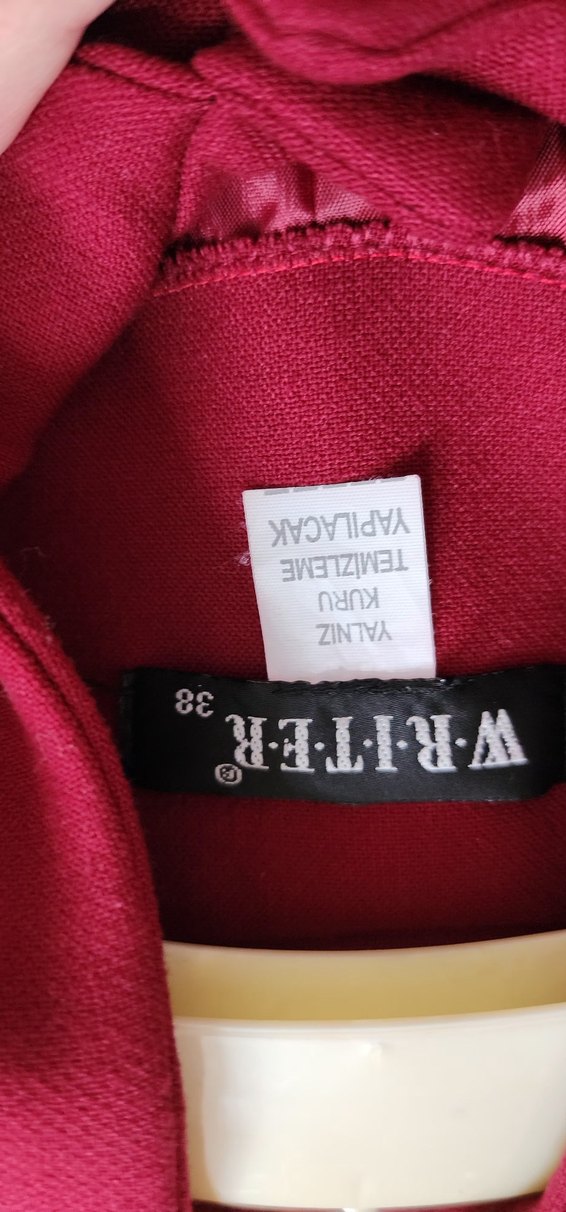 W·R·I·T·E·R®
38
YALNIZ
KURU
TEMİZLEME
YAPILACAK